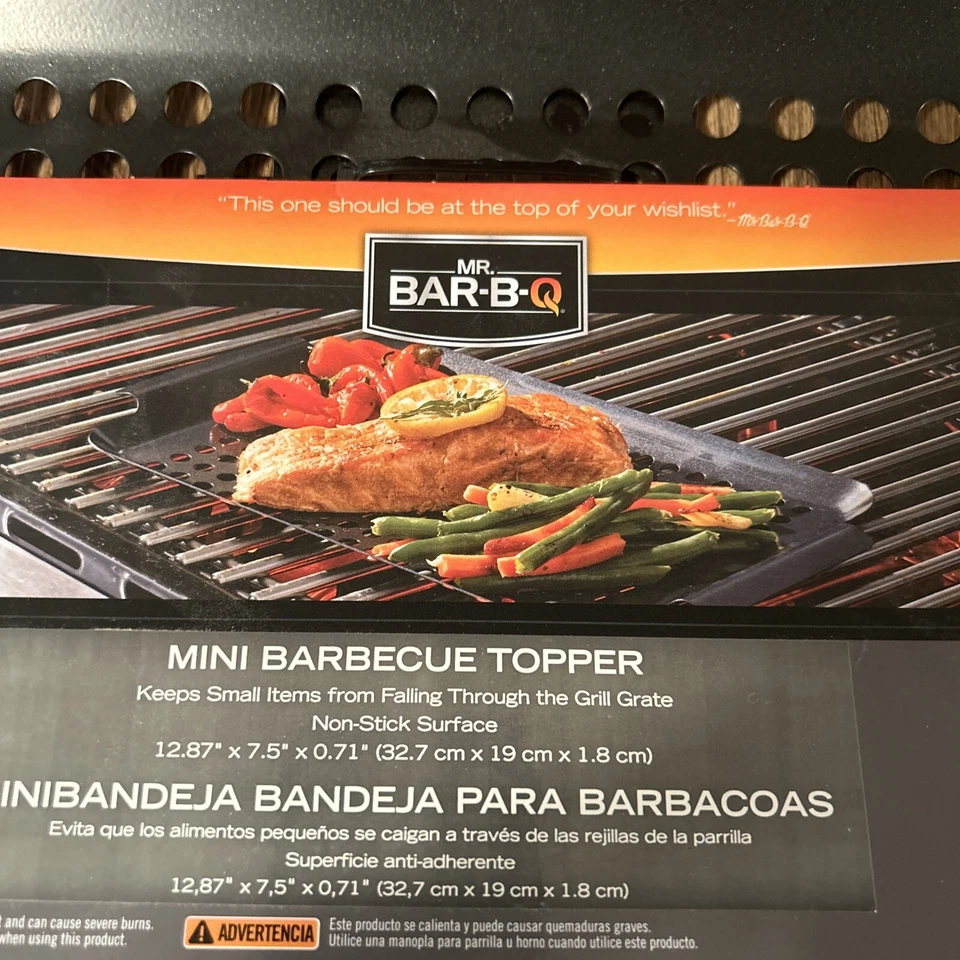 “This one should be at the top of your wishlist.”
– Mr Bar-B-Q
MR.
BAR-B-Q
MINI BARBECUE TOPPER
Keeps Small Items from Falling Through the Grill Grate
Non-Stick Surface
12.87" x 7.5" x 0.71" (32.7 cm x 19 cm x 1.8 cm)
INIBANDEJA BANDEJA PARA BARBACOAS
Evita que los alimentos pequeños se caigan a través de las rejillas de la parrilla
Superficie anti-adherente
12,87" x 7,5" x 0,71" (32,7 cm x 19 cm x 1.8 cm)
and can cause severe burns.
when using this product.
ADVERTENCIA
Este producto se calienta y puede causar quemaduras graves.
Utilice una manopla para parrilla u horno cuando utilice este producto.